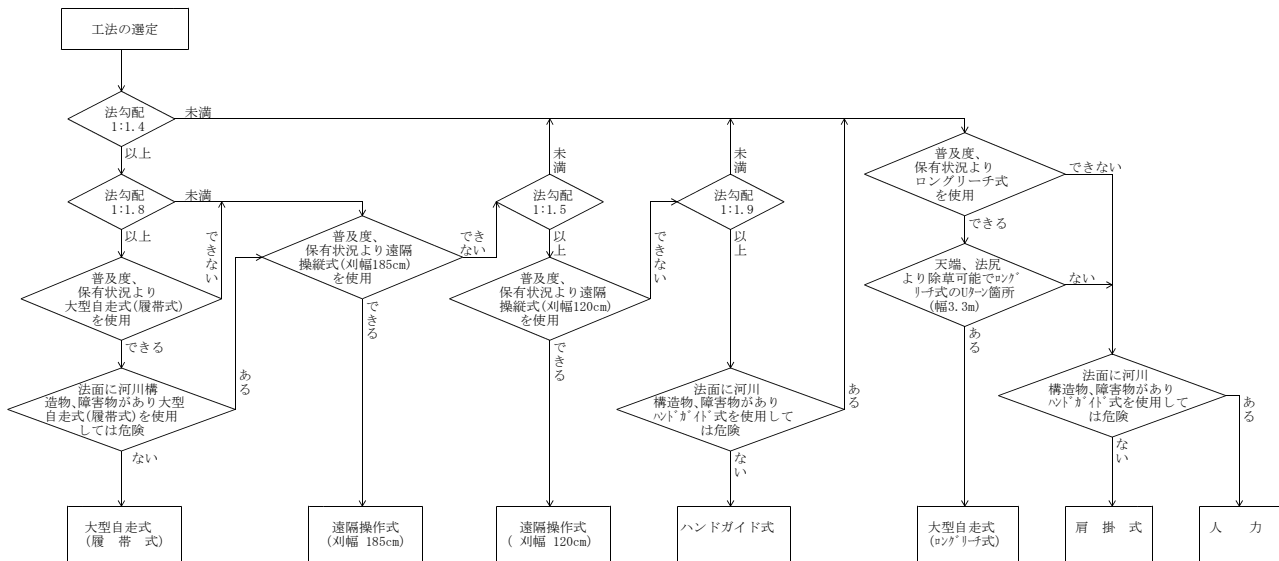 工法の選定
法勾配
1:1.4
未満
以上
法勾配
1:1.8
未満
以上
できない
普及度、
保有状況より
大型自走式(履帯式)
を使用
できる
法面に河川構
造物、障害物があり大型
自走式(履帯式)を使用
しては危険
ある
ない
大型自走式
(履 帯 式)
普及度、
保有状況より遠隔
操縦式(刈幅185cm)
を使用
でき
ない
できる
遠隔操作式
(刈幅 185cm)
未満
法勾配
1:1.5
以上
普及度、
保有状況より遠隔
操縦式(刈幅120cm)
を使用
できない
できる
遠隔操作式
( 刈幅 120cm)
未満
法勾配
1:1.9
以上
法面に河川
構造物、障害物があり
ﾊﾝﾄﾞｶﾞｲﾄﾞ式を使用して
は危険
ある
ない
ハンドガイド式
普及度、
保有状況より
ロングリーチ式
を使用
できない
できる
天端、法尻
より除草可能でﾛﾝｸﾞ
ﾘｰﾁ式のUﾀｰﾝ箇所
(幅3.3m)
ない
ある
大型自走式
(ﾛﾝｸﾞﾘｰﾁ式)
法面に河川
構造物、障害物があり
ﾊﾝﾄﾞｶﾞｲﾄﾞ式を使用して
は危険
ある
ない
肩 掛 式
人 力